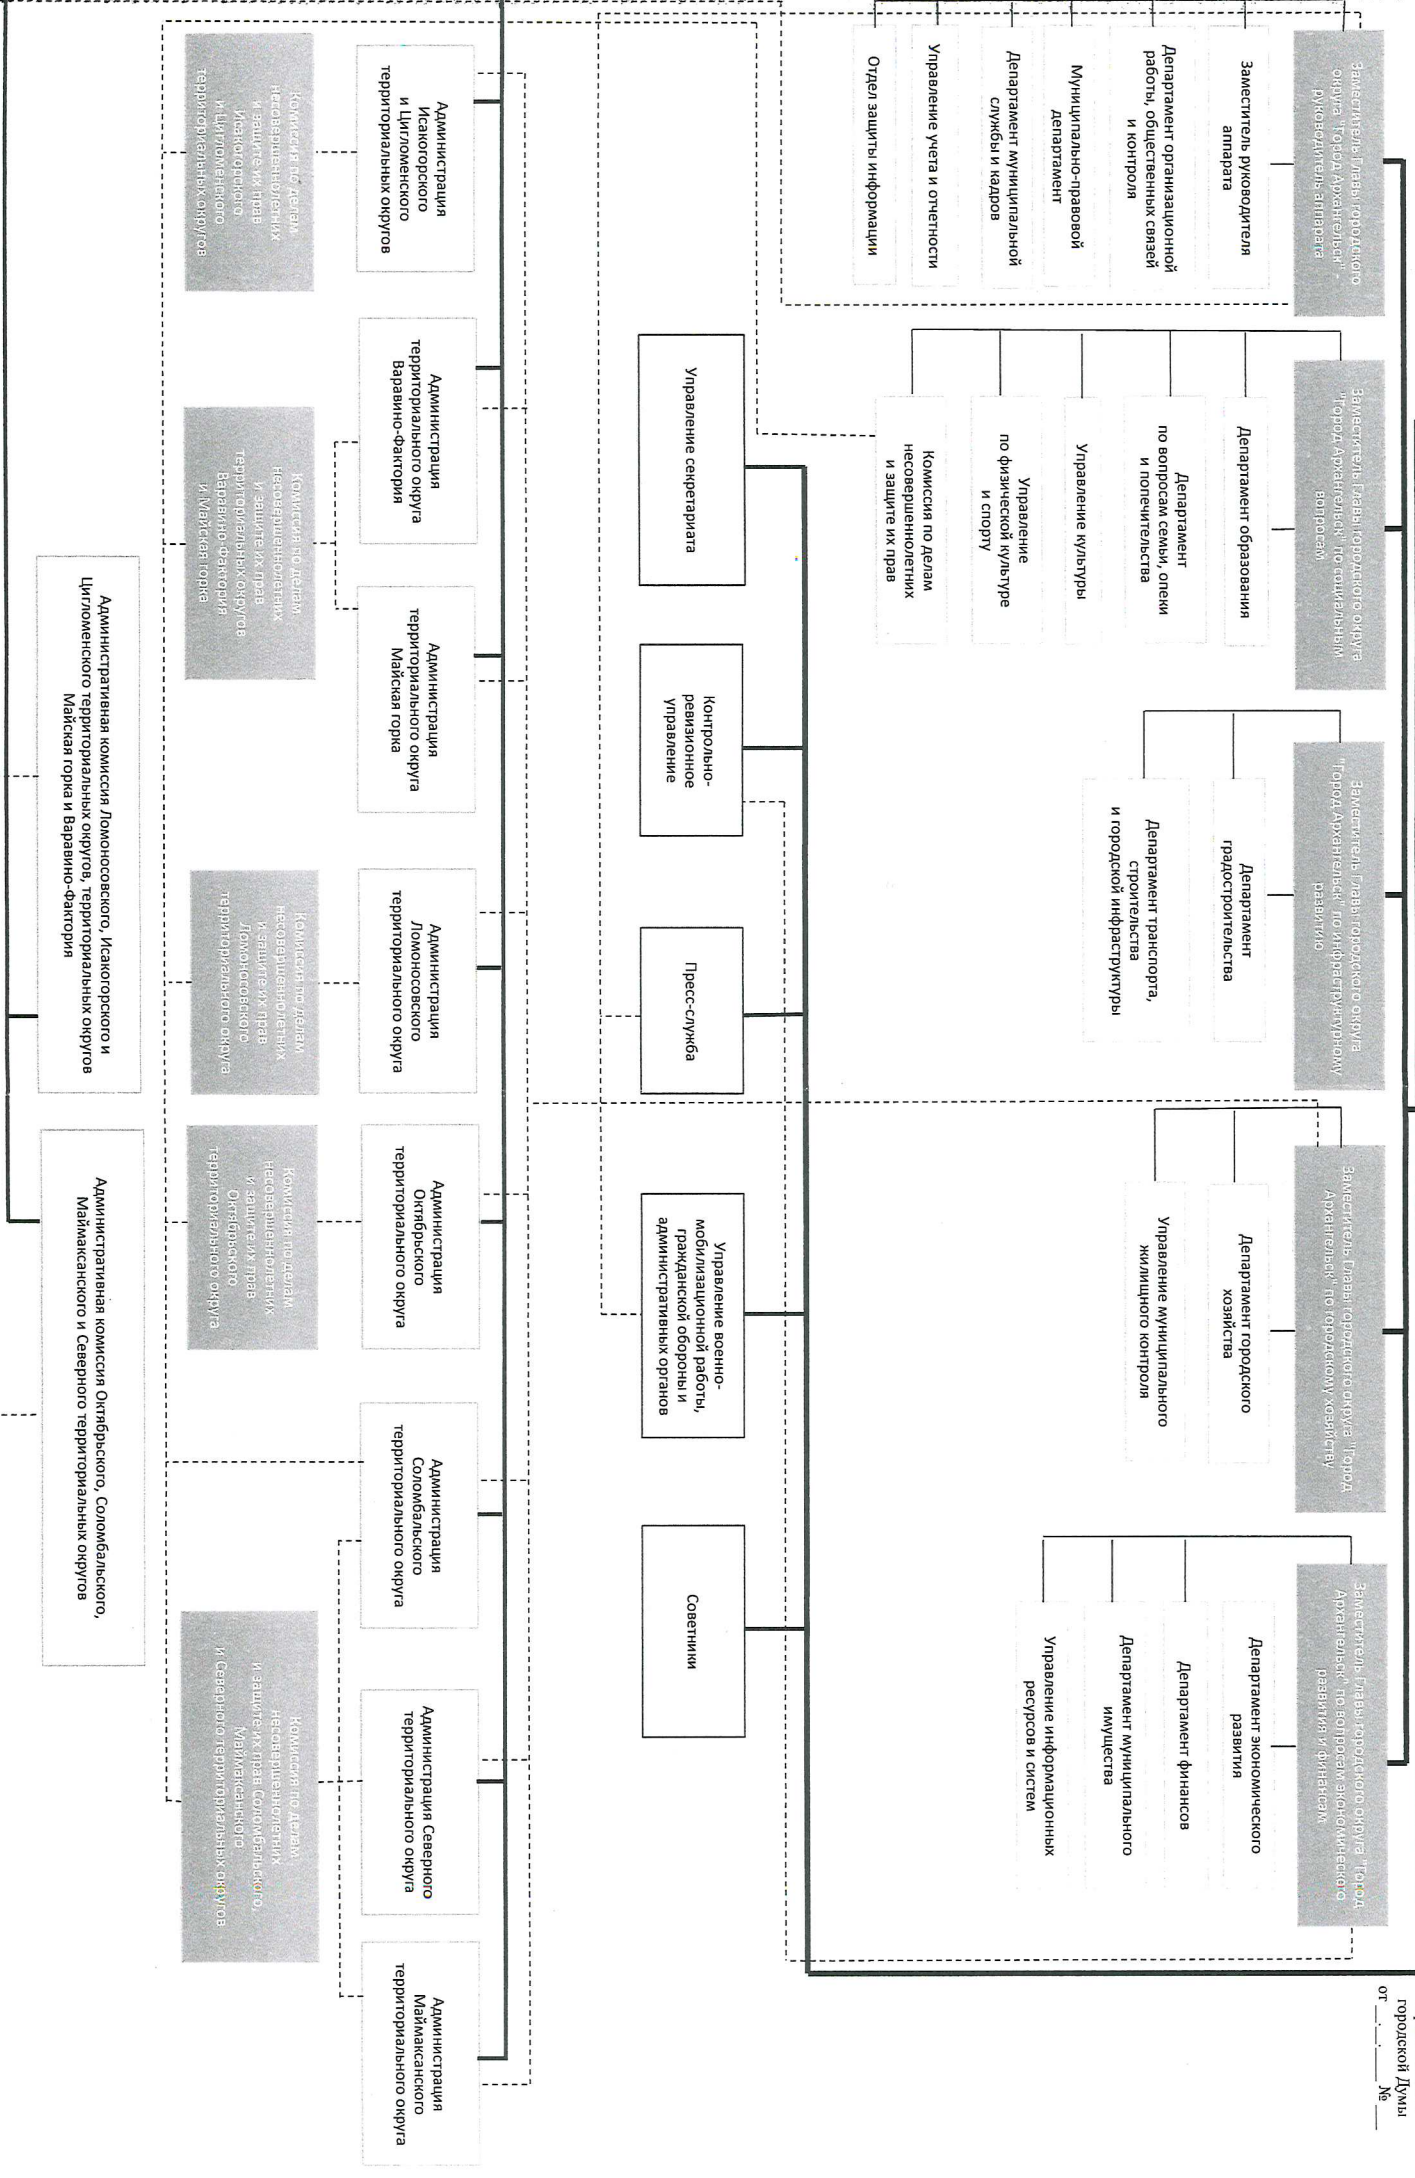 городской Думы
от __.__.____ № ____
Заместитель Главы городского
округа "Город Архангельск" -
руководитель аппарата
Заместитель руководителя
аппарата
Департамент организационной
работы, общественных связей
и контроля
Муниципально-правовой
департамент
Департамент муниципальной
службы и кадров
Управление учета и отчетности
Отдел защиты информации
Заместитель Главы городского округа
"Город Архангельск" по социальным
вопросам
Департамент образования
Департамент
по вопросам семьи, опеки
и попечительства
Управление культуры
Управление
по физической культуре
и спорту
Комиссия по делам
несовершеннолетних
и защите их прав
Заместитель Главы городского округа
"Город Архангельск" по инфраструктурному
развитию
Департамент
градостроительства
Департамент транспорта,
строительства
и городской инфраструктуры
Заместитель Главы городского округа "Город
Архангельск" по городскому хозяйству
Департамент городского
хозяйства
Управление муниципального
жилищного контроля
Заместитель Главы городского округа "Город
Архангельск" по вопросам экономического
развития и финансам
Департамент экономического
развития
Департамент финансов
Департамент муниципального
имущества
Управление информационных
ресурсов и систем
Управление секретариата
Контрольно-
ревизионное
управление
Пресс-служба
Управление военно-
мобилизационной работы,
гражданской обороны и
административных органов
Советники
Администрация
Исакогорского
и Цигломенского
территориальных округов
Администрация
территориального округа
Варавино-Фактория
Администрация
территориального округа
Майская горка
Администрация
Ломоносовского
территориального округа
Администрация
Октябрьского
территориального округа
Администрация
Соломбальского
территориального округа
Администрация Северного
территориального округа
Администрация
Маймаксанского
территориального округа
Комиссия по делам
несовершеннолетних
и защите их прав
Исакогорского
и Цигломенского
территориальных округов
Комиссия по делам
несовершеннолетних
и защите их прав
территориальных округов
Варавино-Фактория
и Майская горка
Комиссия по делам
несовершеннолетних
и защите их прав
Ломоносовского
территориального округа
Комиссия по делам
несовершеннолетних
и защите их прав
Октябрьского
территориального округа
Комиссия по делам
несовершеннолетних
и защите их прав Соломбальского,
Маймаксанского
и Северного территориальных округов
Административная комиссия Ломоносовского, Исакогорского и
Цигломенского территориальных округов, территориальных округов
Майская горка и Варавино-Фактория
Административная комиссия Октябрьского, Соломбальского,
Маймаксанского и Северного территориальных округов